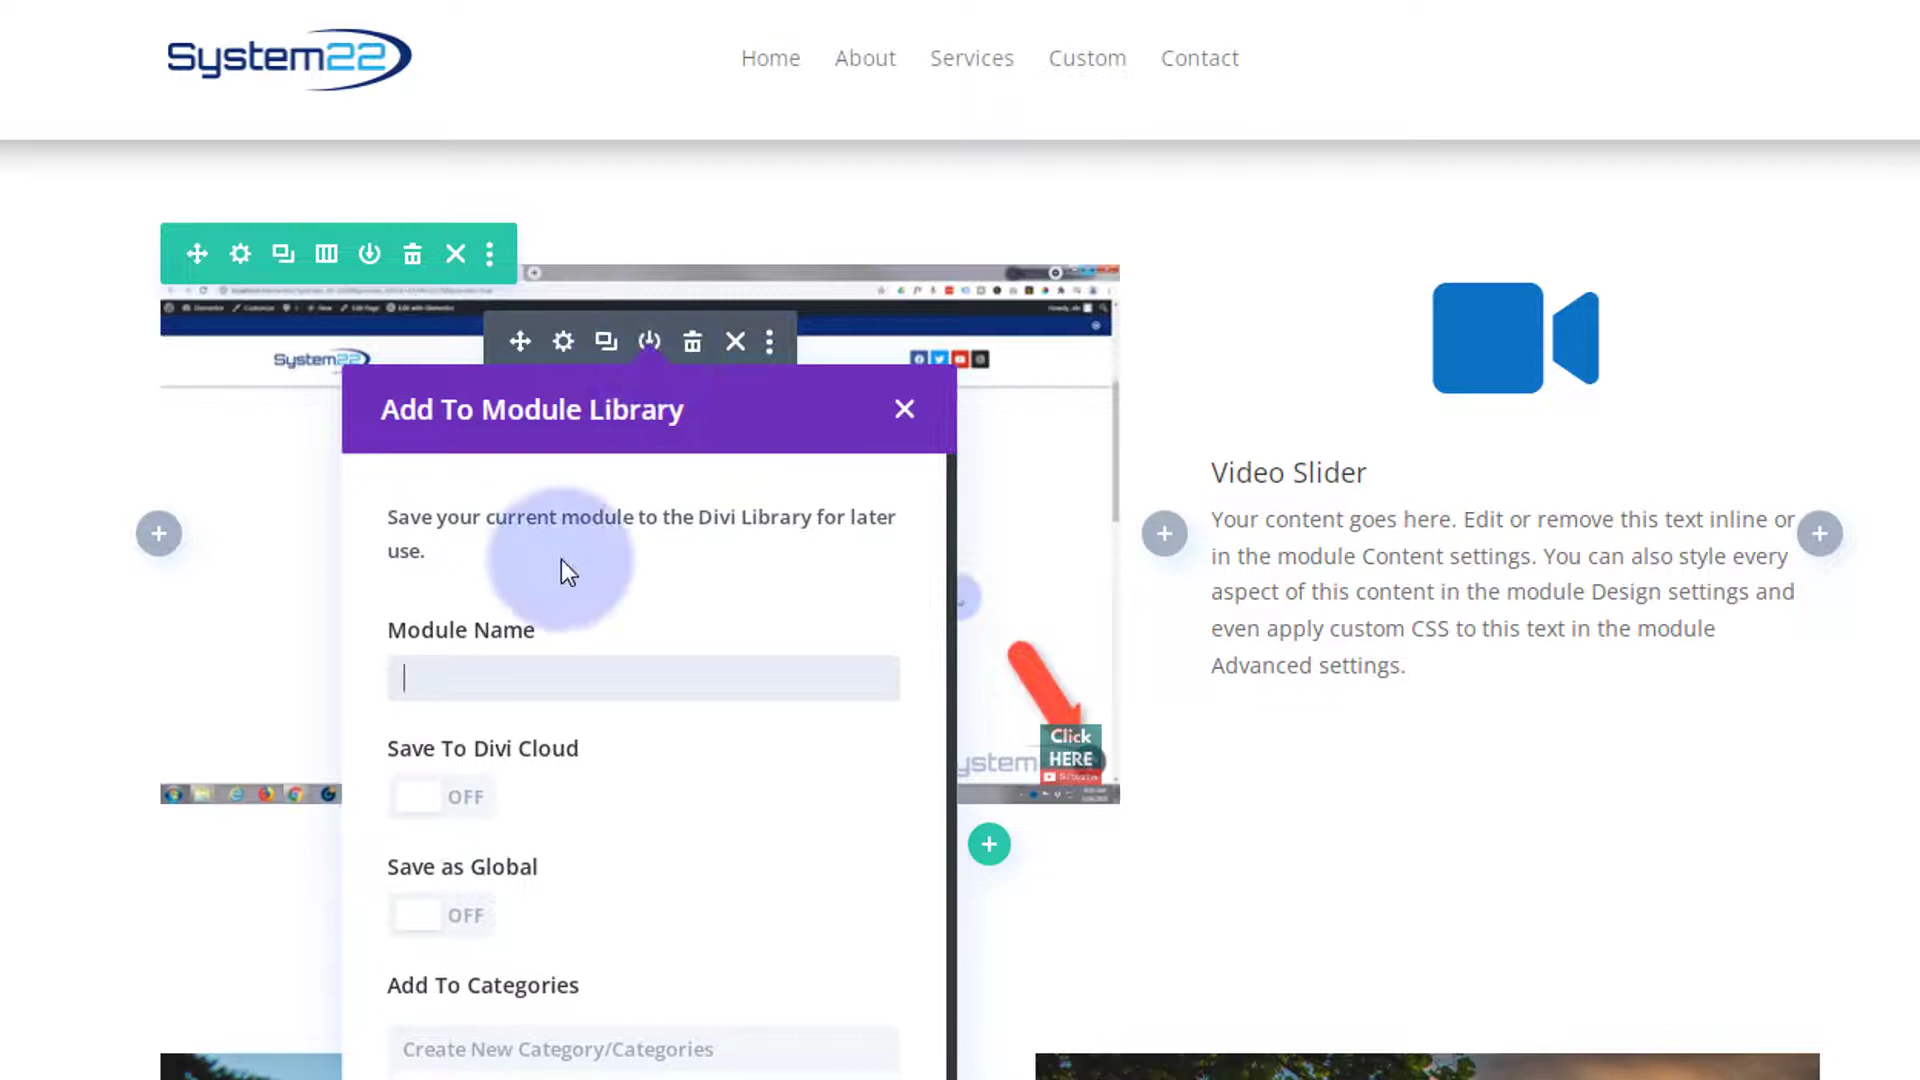 System22
Home About Services Custom Contact
System22
Add To Module Library
Save your current module to the Divi Library for later
use.
Module Name
Save To Divi Cloud
OFF
Save as Global
OFF
Add To Categories
Create New Category/Categories
Click
HERE
Video Slider
Your content goes here. Edit or remove this text inline or
in the module Content settings. You can also style every
aspect of this content in the module Design settings and
even apply custom CSS to this text in the module
Advanced settings.